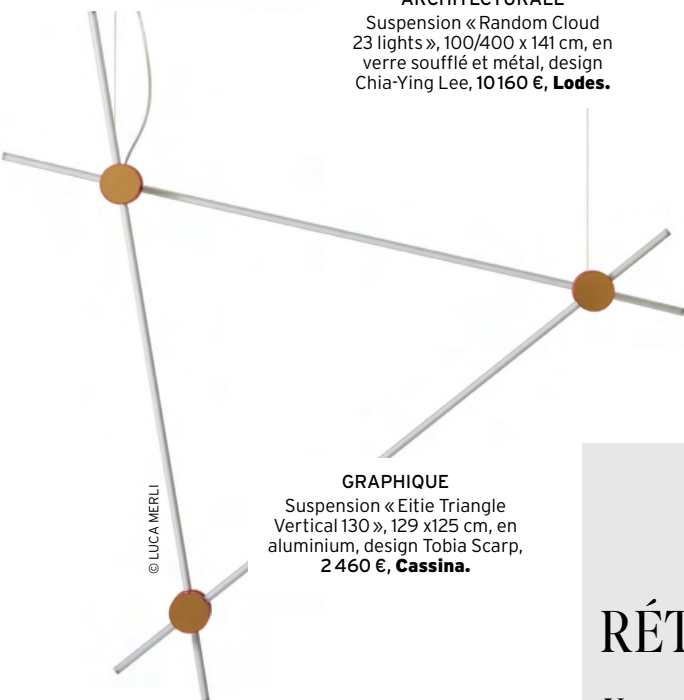 ARCHITECTURALE
Suspension « Random Cloud
23 lights », 100/400 x 141 cm, en
verre soufflé et métal, design
Chia-Ying Lee, 10 160 €, Lodes.
© LUCA MERLI
GRAPHIQUE
Suspension « Eitie Triangle
Vertical 130 », 129 x125 cm, en
aluminium, design Tobia Scarp,
2 460 €, Cassina.
RÉT